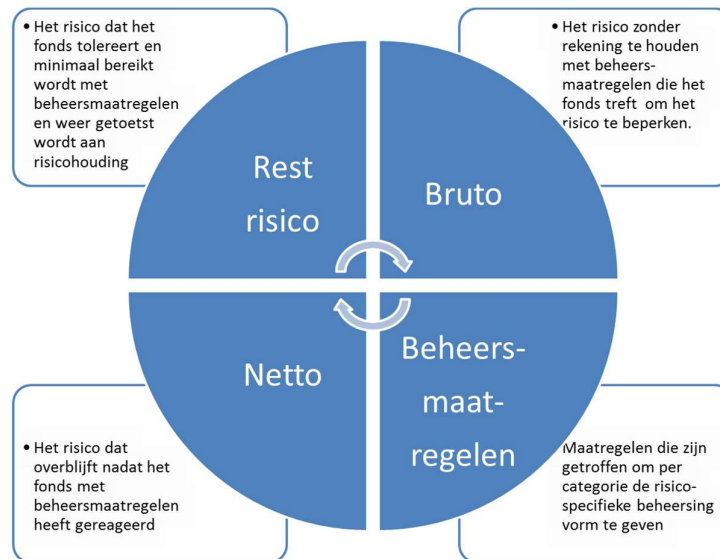 • Het risico dat het
fonds tolereert en
minimaal bereikt
wordt met
beheersmaatregelen
en weer getoetst
wordt aan
risicohouding
• Het risico zonder
rekening te houden
met beheers-
maatregelen die het
fonds treft om het
risico te beperken.
Rest
risico
Bruto
Netto
Beheers-
maat-
regelen
• Het risico dat
overblijft nadat het
fonds met
beheersmaatregelen
heeft gereageerd
Maatregelen die zijn
getroffen om per
categorie de risico-
specifieke beheersing
vorm te geven